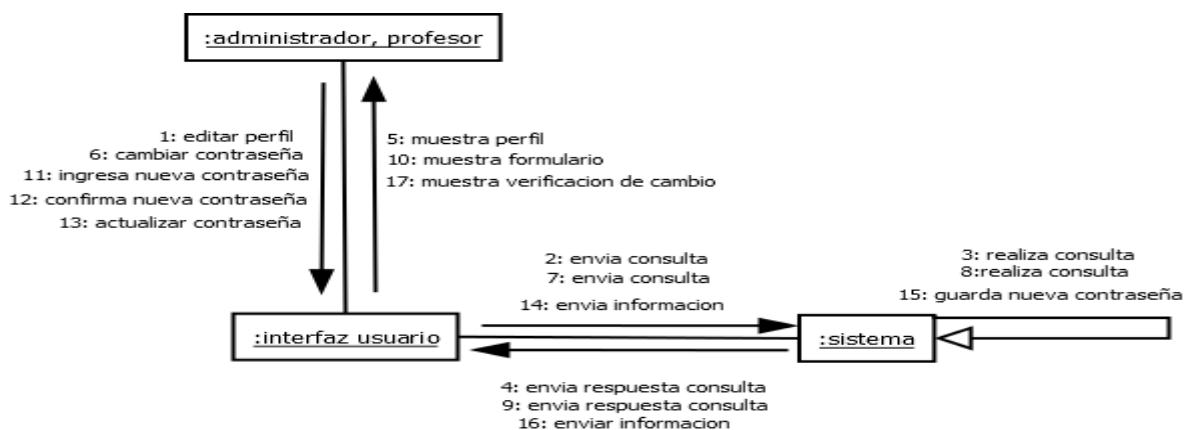 :administrador, profesor
1: editar perfil
6: cambiar contraseña
11: ingresa nueva contraseña
12: confirma nueva contraseña
13: actualizar contraseña
5: muestra perfil
10: muestra formulario
17: muestra verificacion de cambio
2: envia consulta
7: envia consulta
14: envia informacion
3: realiza consulta
8:realiza consulta
15: guarda nueva contraseña
:interfaz usuario
:sistema
4: envia respuesta consulta
9: envia respuesta consulta
16: enviar informacion